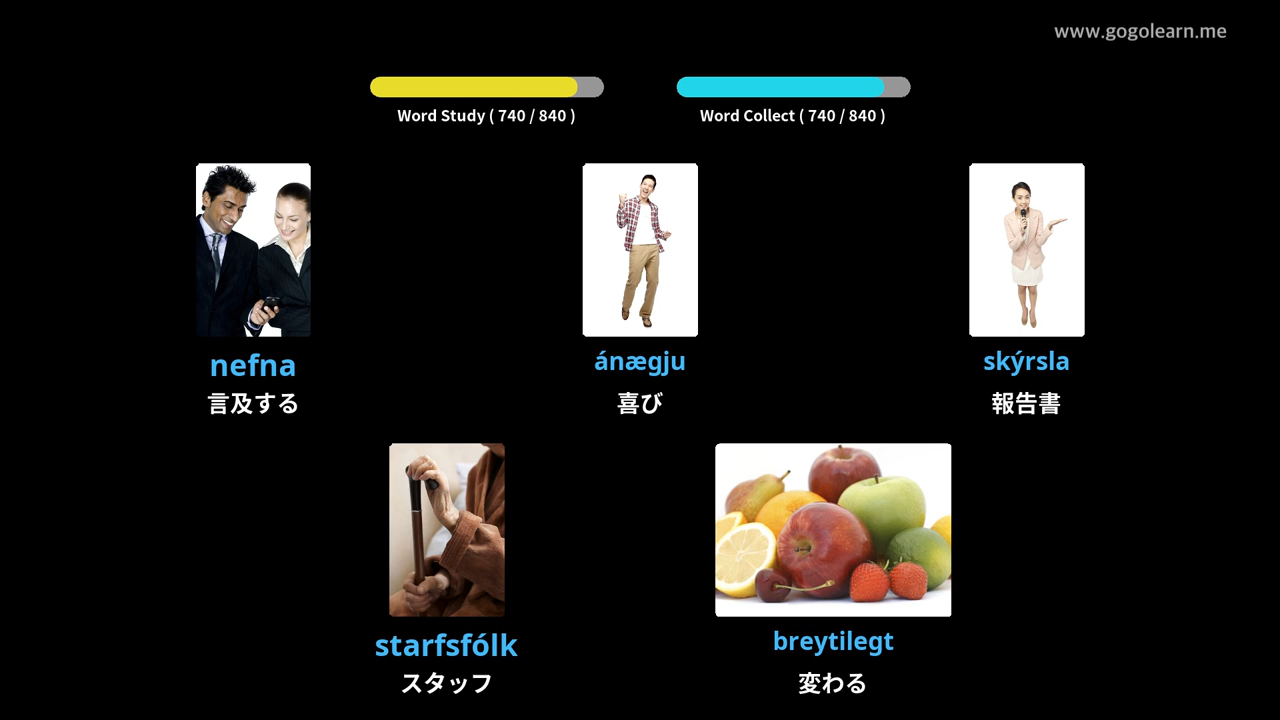 www.gogolearn.me
Word Study ( 740 / 840 )
Word Collect ( 740 / 840 )
nefna
言及する
ánægju
喜び
skýrsla
報告書
starfsfólk
スタッフ
breytilegt
変わる